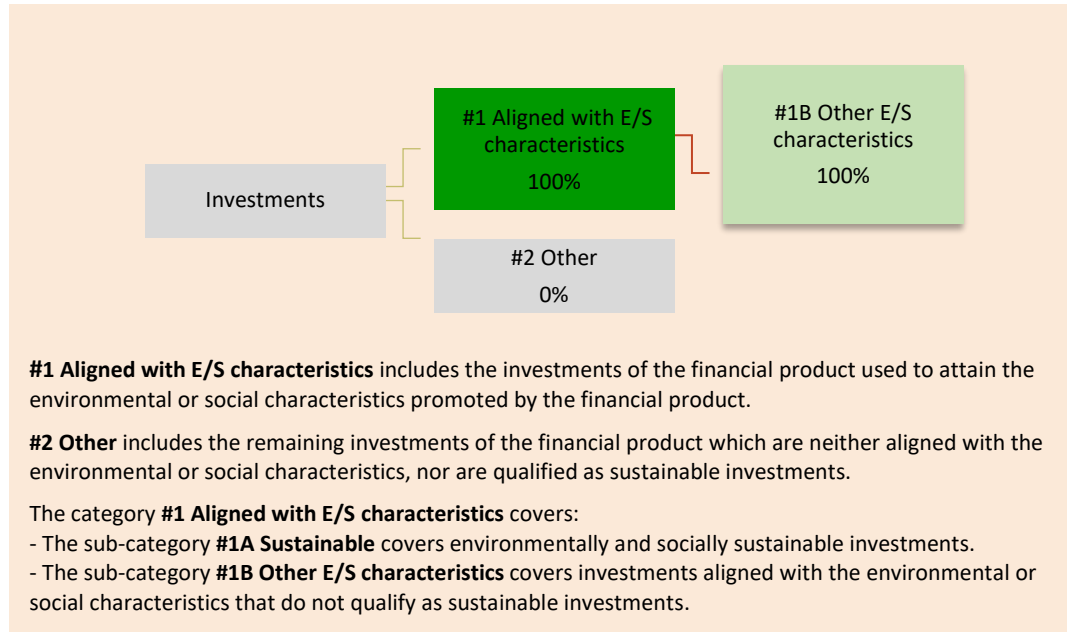 Investments
#1 Aligned with E/S
characteristics
100%
#1B Other E/S
characteristics
100%
#2 Other
0%
#1 Aligned with E/S characteristics includes the investments of the financial product used to attain the
environmental or social characteristics promoted by the financial product.
#2 Other includes the remaining investments of the financial product which are neither aligned with the
environmental or social characteristics, nor are qualified as sustainable investments.
The category #1 Aligned with E/S characteristics covers:
- The sub-category #1A Sustainable covers environmentally and socially sustainable investments.
- The sub-category #1B Other E/S characteristics covers investments aligned with the environmental or
social characteristics that do not qualify as sustainable investments.